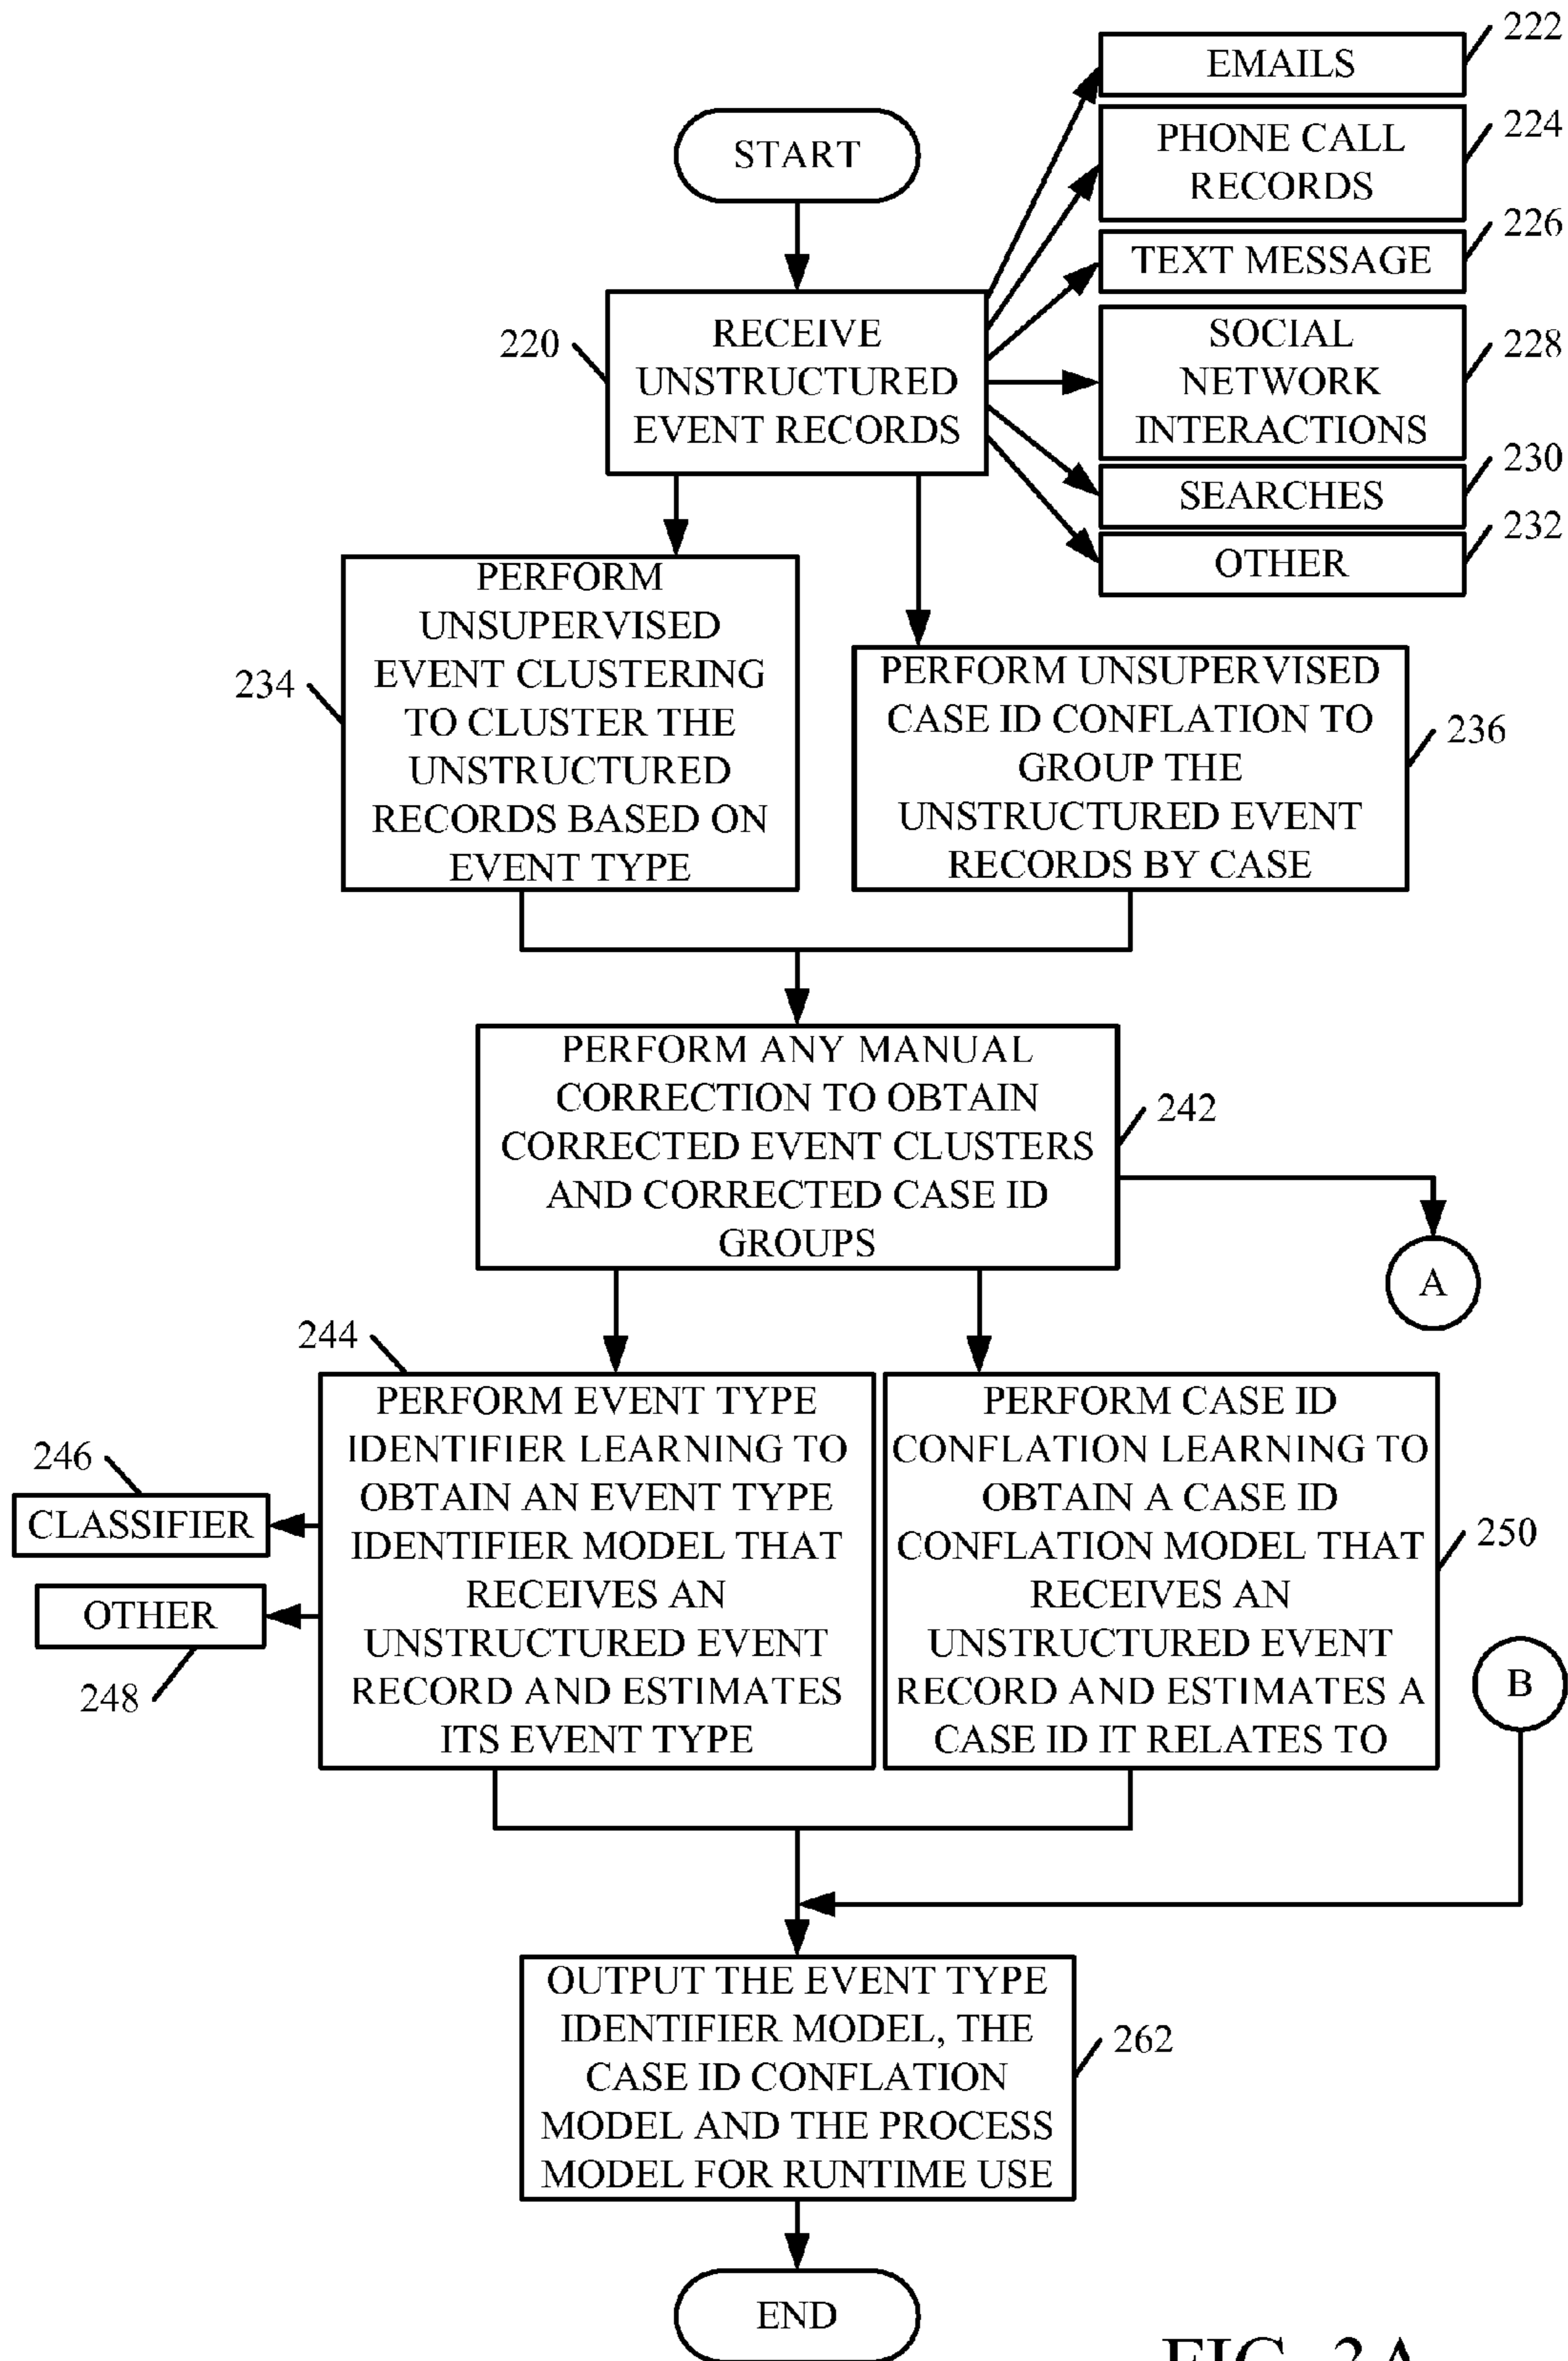 222
EMAILS
224
PHONE CALL
RECORDS
START
226
TEXT MESSAGE
220
RECEIVE
UNSTRUCTURED
EVENT RECORDS
228
SOCIAL
NETWORK
INTERACTIONS
230
SEARCHES
232
OTHER
234
PERFORM
UNSUPERVISED
EVENT CLUSTERING
TO CLUSTER THE
UNSTRUCTURED
RECORDS BASED ON
EVENT TYPE
PERFORM UNSUPERVISED
CASE ID CONFLATION TO
GROUP THE
UNSTRUCTURED EVENT
RECORDS BY CASE
236
PERFORM ANY MANUAL
CORRECTION TO OBTAIN
CORRECTED EVENT CLUSTERS
AND CORRECTED CASE ID
GROUPS
242
A
244
PERFORM EVENT TYPE
IDENTIFIER LEARNING TO
OBTAIN AN EVENT TYPE
IDENTIFIER MODEL THAT
RECEIVES AN
UNSTRUCTURED EVENT
RECORD AND ESTIMATES
ITS EVENT TYPE
246
CLASSIFIER
OTHER
248
PERFORM CASE ID
CONFLATION LEARNING TO
OBTAIN A CASE ID
CONFLATION MODEL THAT
RECEIVES AN
UNSTRUCTURED EVENT
RECORD AND ESTIMATES A
CASE ID IT RELATES TO
250
B
OUTPUT THE EVENT TYPE
IDENTIFIER MODEL, THE
CASE ID CONFLATION
MODEL AND THE PROCESS
MODEL FOR RUNTIME USE
262
END